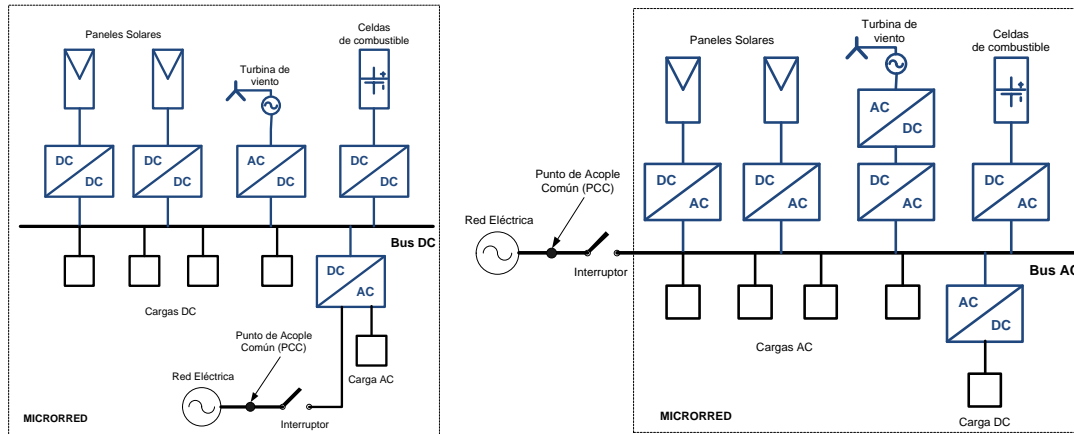 Paneles Solares
Turbina de
viento
Celdas
de combustible
DC
DC
DC
DC
AC
DC
DC
DC
Bus DC
Cargas DC
DC
AC
Punto de Acople
Común (PCC)
Carga AC
Red Eléctrica
Interruptor
MICRORRED
Paneles Solares
Turbina de
viento
Celdas
de combustible
AC
DC
DC
AC
DC
AC
DC
AC
DC
AC
Punto de Acople
Común (PCC)
Red Eléctrica
Interruptor
Bus AC
Cargas AC
AC
DC
Carga DC
MICRORRED